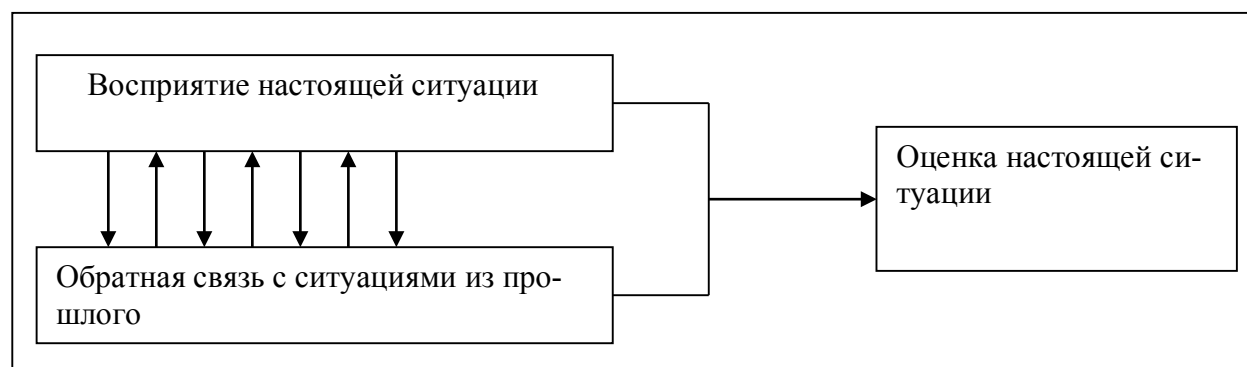 Восприятие настоящей ситуации
Оценка настоящей си-
туации
Обратная связь с ситуациями из про-
шлого